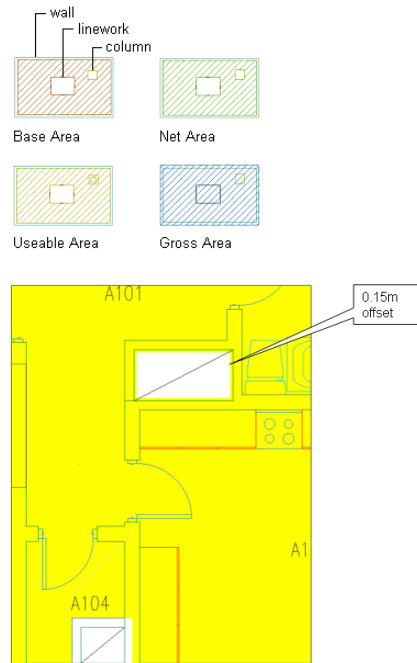 wall
linework
column
Base Area
Net Area
Useable Area
Gross Area
A101
0.15m
offset
A1
A104